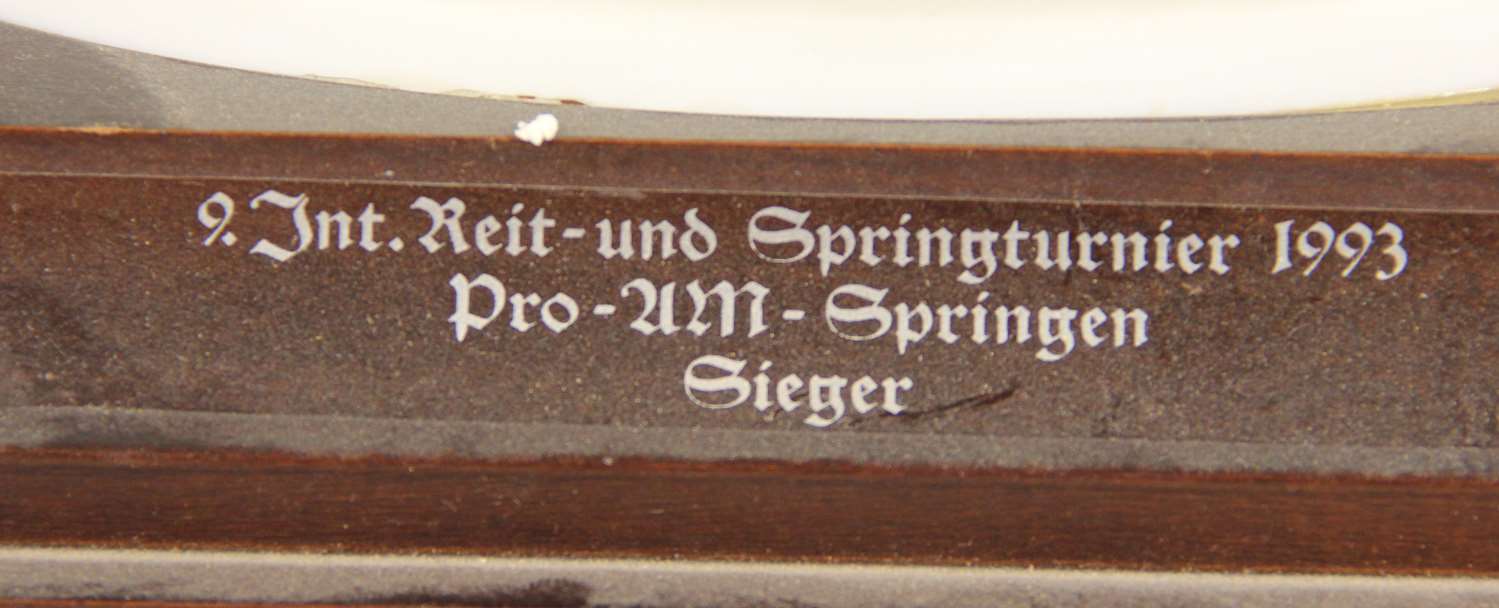 9. Int. Reit- und Springturnier 1993
Pro-AM-Springen
Sieger